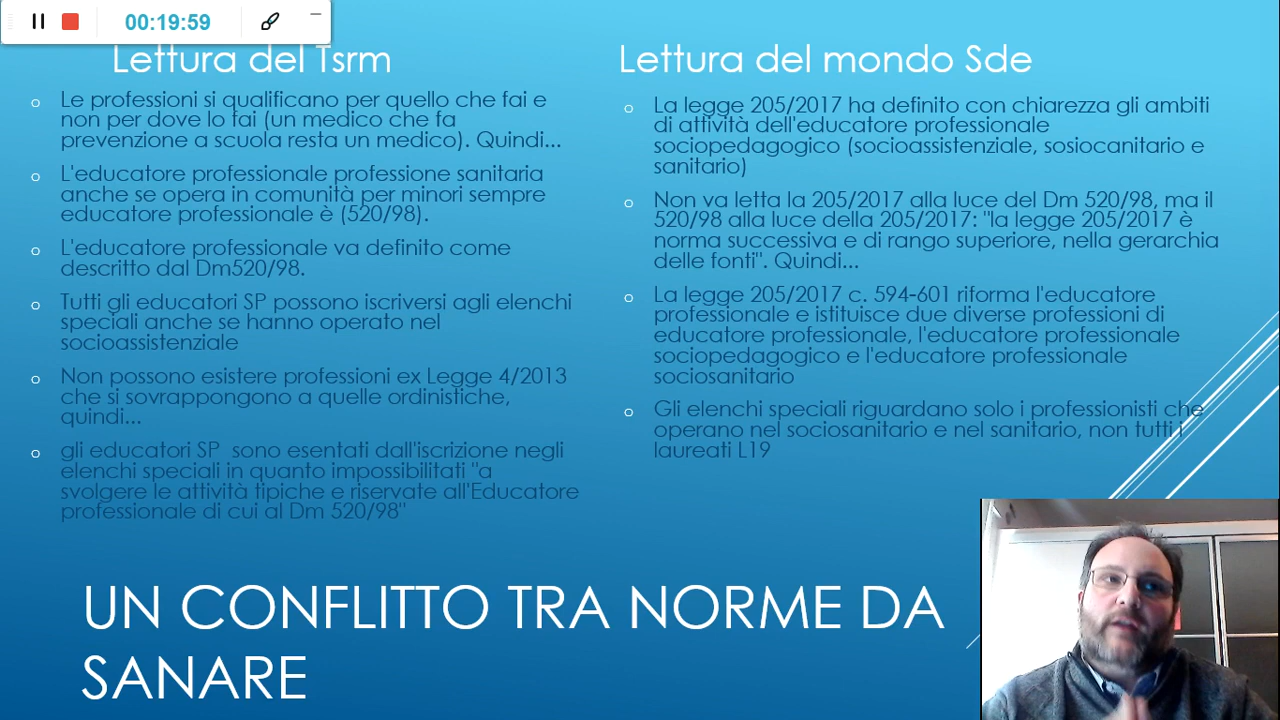 00:19:59
Lettura del Tsrm
Le professioni si qualificano per quello che fai e
non per dove lo fai (un medico che fa
prevenzione a scuola resta un medico). Quindi...
L'educatore professionale professione sanitaria
anche se opera in comunità per minori sempre
educatore professionale è (520/98).
L'educatore professionale va definito come
descritto dal Dm520/98.
Tutti gli educatori SP possono iscriversi agli elenchi
speciali anche se hanno operato nel
socioassistenziale
Non possono esistere professioni ex Legge 4/2013
che si sovrappongono a quelle ordinistiche,
quindi...
gli educatori SP sono esentati dall'iscrizione negli
elenchi speciali in quanto impossibilitati "a
svolgere le attività tipiche e riservate all'Educatore
professionale di cui al Dm 520/98"
Lettura del mondo Sde
La legge 205/2017 ha definito con chiarezza gli ambiti
di attività dell'educatore professionale
sociopedagogico (socioassistenziale, sosiocanitario e
sanitario)
Non va letta la 205/2017 alla luce del Dm 520/98, ma il
520/98 alla luce della 205/2017: "la legge 205/2017 è
norma successiva e di rango superiore, nella gerarchia
delle fonti". Quindi...
La legge 205/2017 c. 594-601 riforma l'educatore
professionale e istituisce due diverse professioni di
educatore professionale, l'educatore professionale
sociopedagogico e l'educatore professionale
sociosanitario
Gli elenchi speciali riguardano solo i professionisti che
operano nel sociosanitario e nel sanitario, non tutti i
laureati L19
UN CONFLITTO TRA NORME DA
SANARE